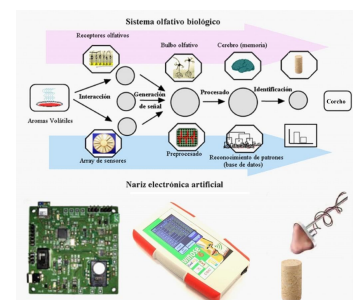 Sistema olfativo biológico
Receptores olfativos
Bulbo olfativo
Cerebro (memoria)
Interacción
Generación
de señal
Procesado
Identificación
Corcho
Aromas Volátiles
Array de sensores
Preprocesado
Reconocimiento de patrones
(base de datos)
Nariz electrónica artificial